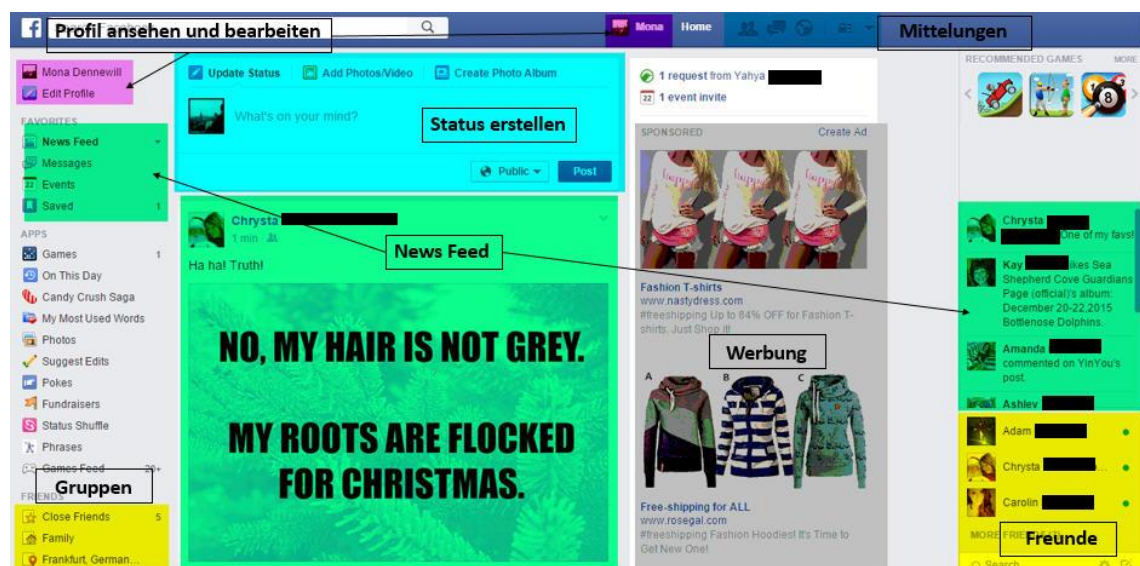 f
Profil ansehen und bearbeiten
Mona
Home
Mittelungen
Mona Dennewill
Edit Profile
FAVORITES
News Feed
Messages
22 Events
Saved 1
APPS
Games 1
On This Day
Candy Crush Saga
My Most Used Words
Photos
Suggest Edits
Pokes
Fundraisers
Status Shuffle
Phrases
Games Feed 20+
Gruppen
FRIENDS
Close Friends 5
Family
Frankfurt, German...
Update Status
Add Photos/Video
Create Photo Album
What's on your mind?
Status erstellen
Public
Post
Chrysta
1 min
News Feed
Ha ha! Truth!
NO, MY HAIR IS NOT GREY.
MY ROOTS ARE FLOCKED
FOR CHRISTMAS.
1 request from Yahya
22 1 event invite
SPONSORED Create Ad
Fashion T-shirts
www.nastydress.com
#freeshipping Up to 84% OFF for Fashion T-
shirts. Just Shop it!
Werbung
A B C
Free-shipping for ALL
www.rosegal.com
#freeshipping Fashion Hoodies! It's Time to
Get New One!
RECOMMENDED GAMES MORE
8
Chrysta
One of my favs!
Kay likes Sea
Shepherd Cove Guardians
Page (official)'s album:
December 20-22,2015
Bottlenose Dolphins.
Amanda
commented on YinYou's
post.
Ashley
Adam
Chrysta ...
Carolin
MORE
Freunde
Search